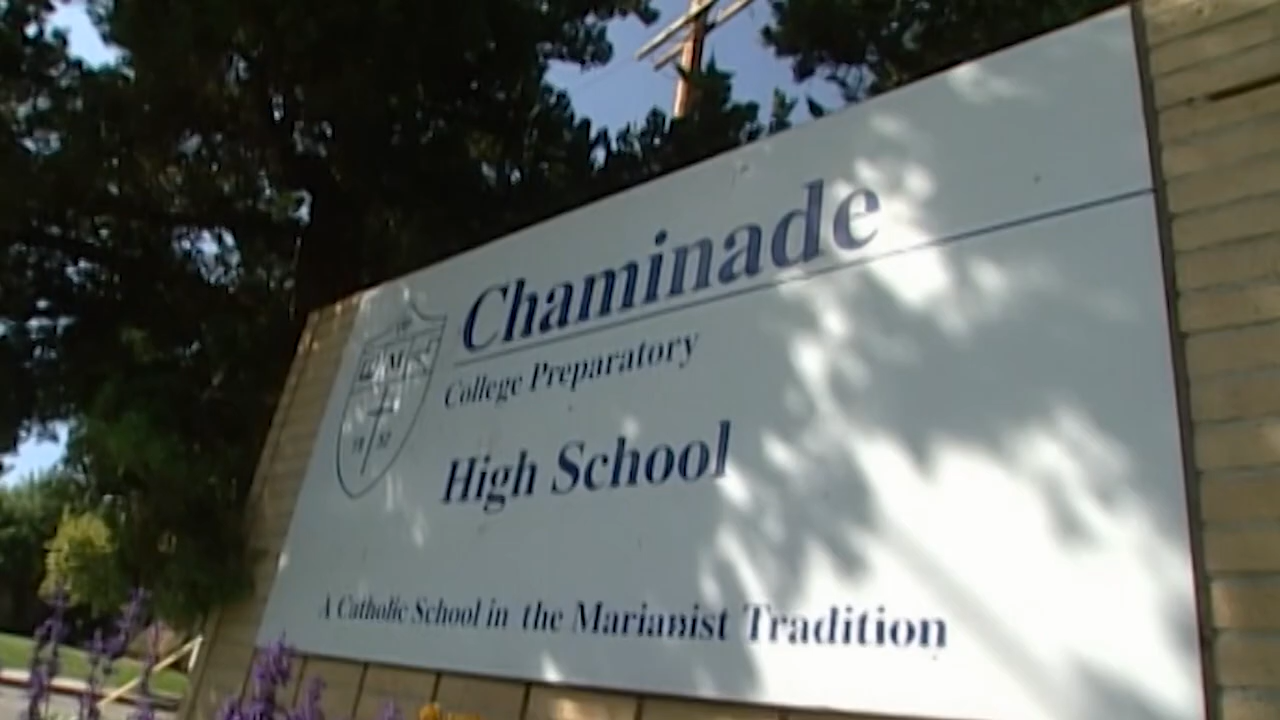 Chaminade
College Preparatory
High School
A Catholic School in the Marianist Tradition